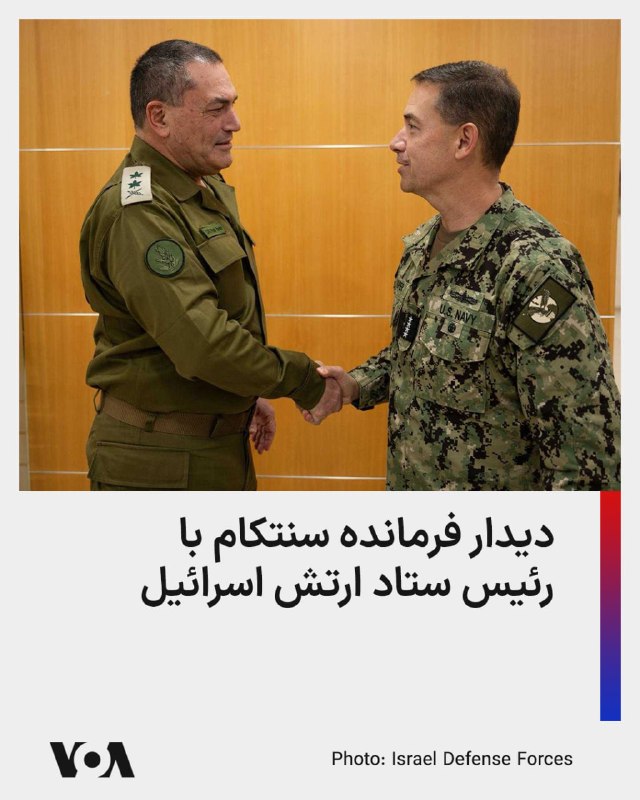 U.S. NAVY
دیدار فرمانده سنتکام با
رئیس ستاد ارتش اسرائیل
VOA
Photo: Israel Defense Forces